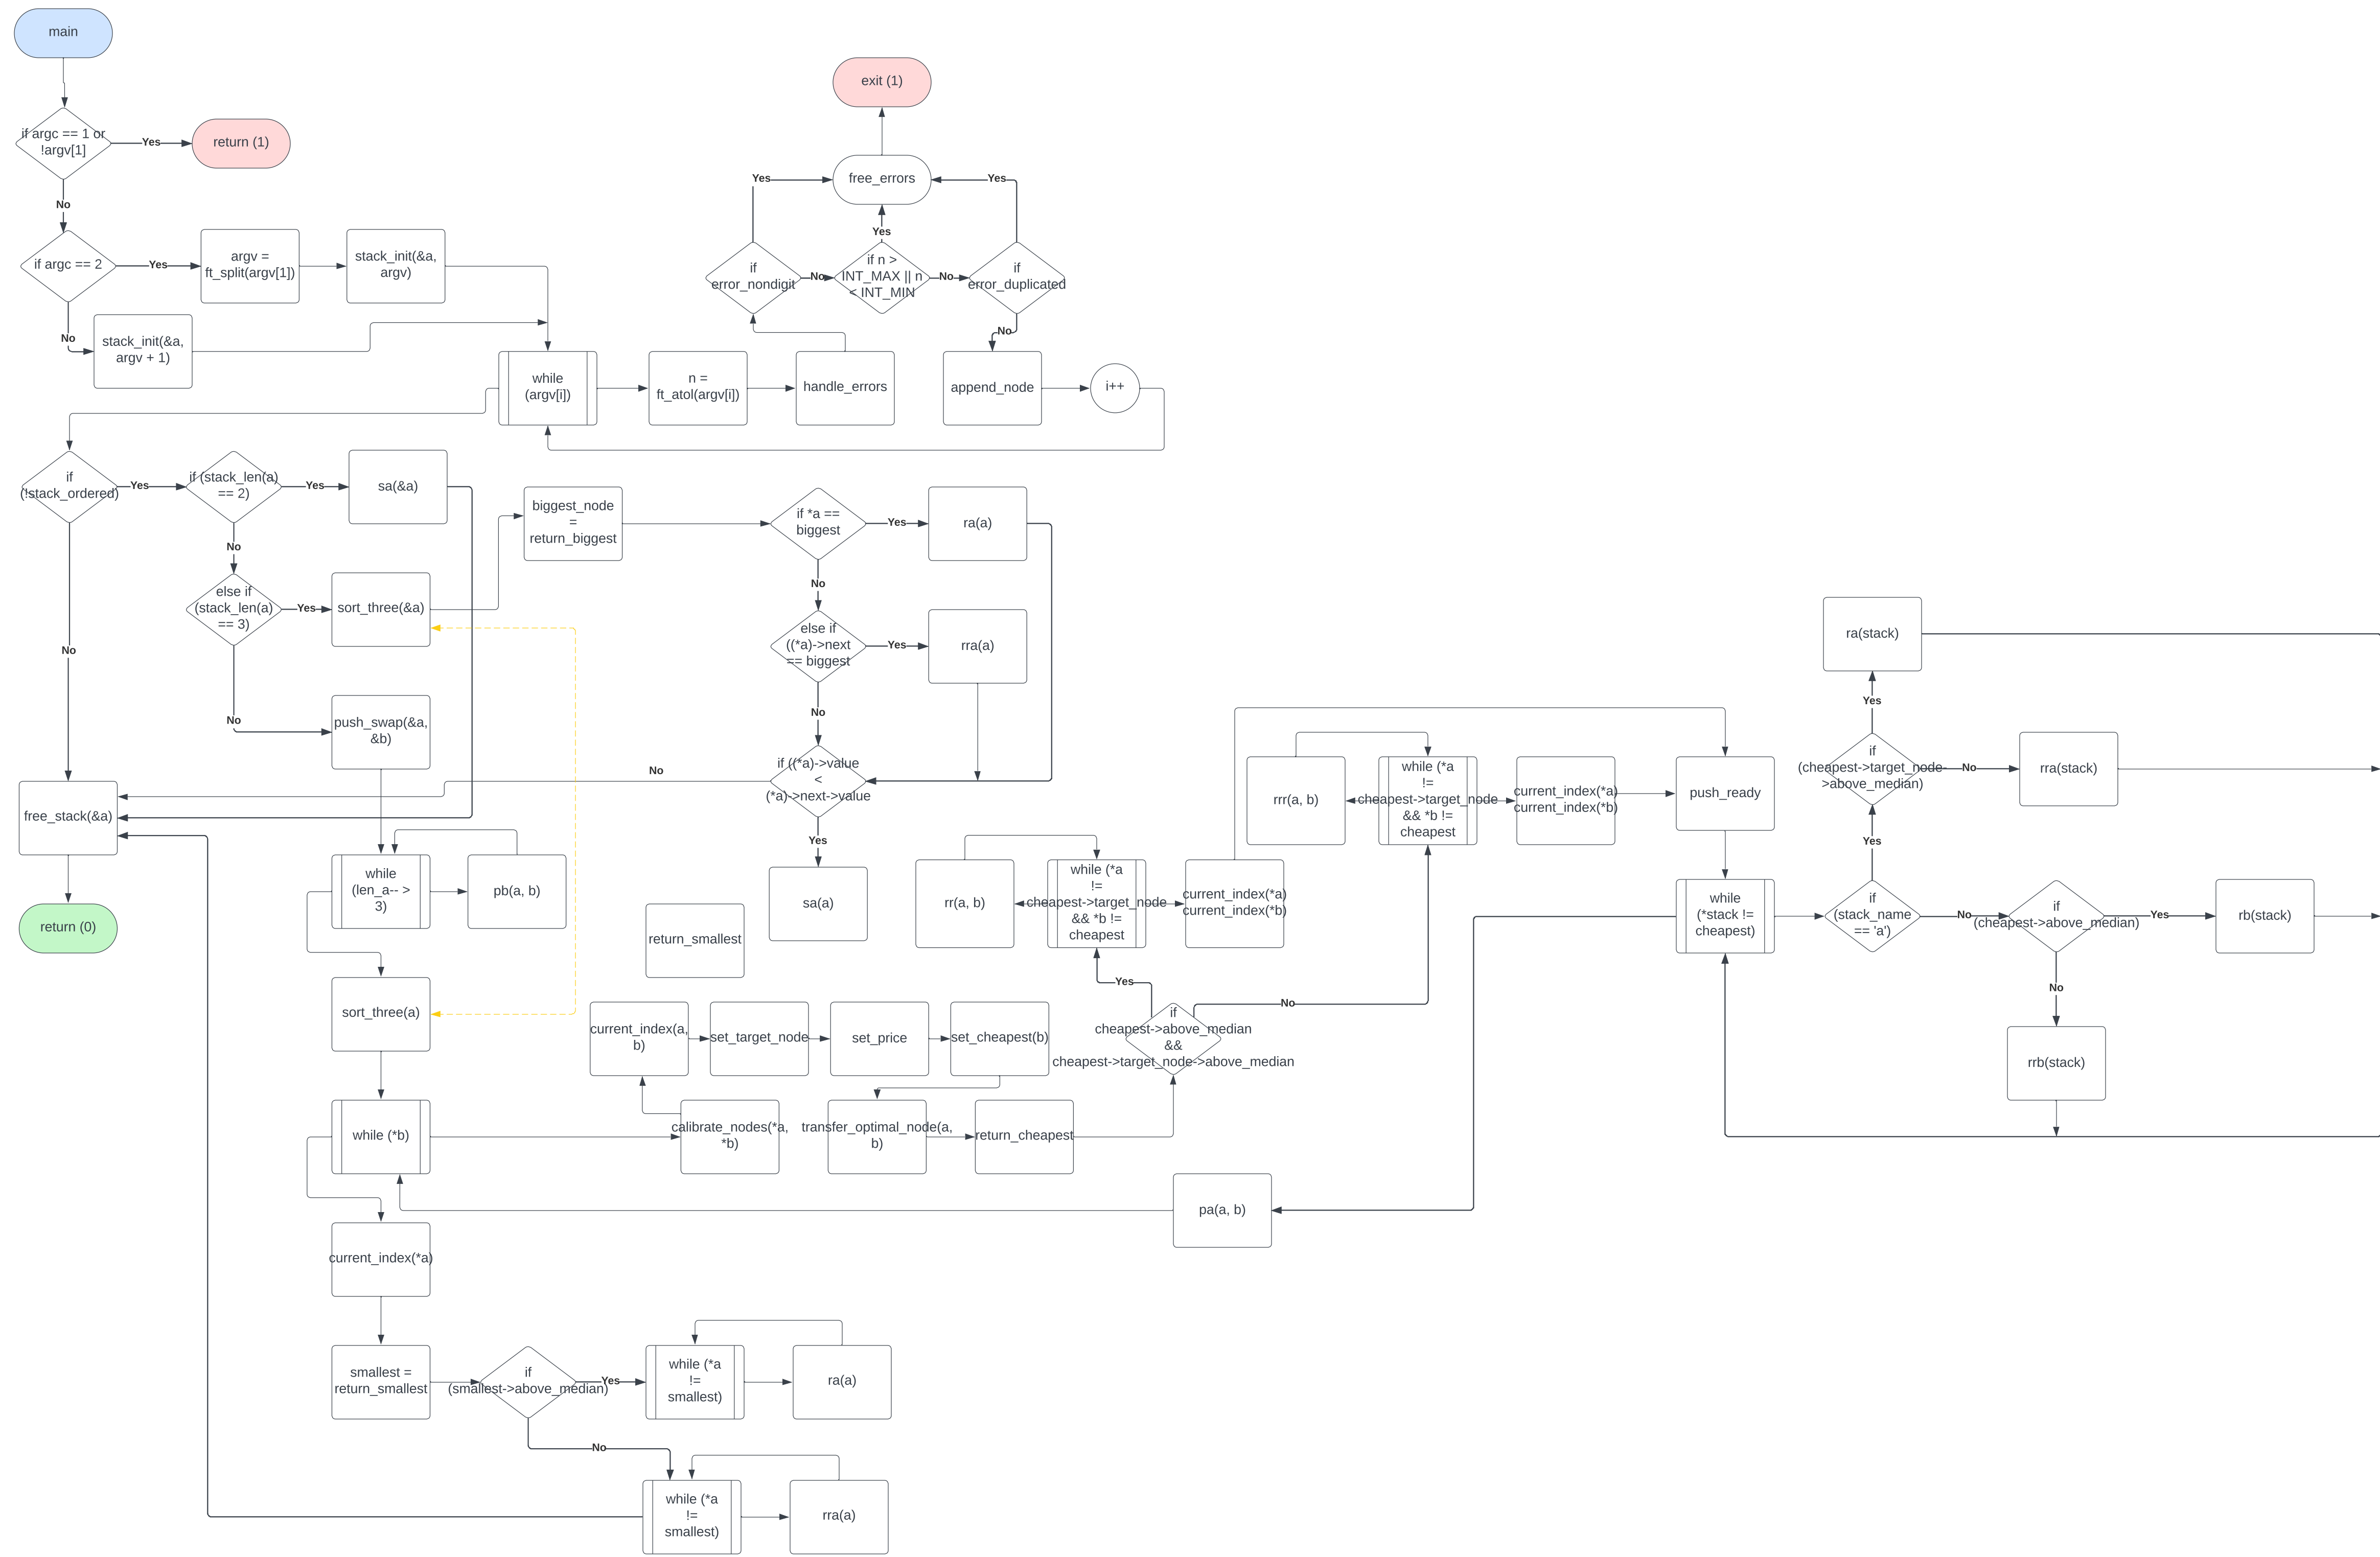 main
if argc == 1 or
!argv[1]
Yes
return (1)
No
if argc == 2
Yes
argv =
ft_split(argv[1])
stack_init(&a,
argv)
No
stack_init(&a,
argv + 1)
exit (1)
free_errors
Yes
Yes
Yes
if
error_nondigit
No
if n >
INT_MAX || n
< INT_MIN
No
if
error_duplicated
No
while
(argv[i])
n =
ft_atol(argv[i])
handle_errors
append_node
i++
if
(!stack_ordered)
Yes
if (stack_len(a)
== 2)
Yes
sa(&a)
No
No
else if
(stack_len(a)
== 3)
Yes
sort_three(&a)
No
push_swap(&a,
&b)
biggest_node
=
return_biggest
if *a ==
biggest
Yes
ra(a)
No
else if
((*a)->next
== biggest
Yes
rra(a)
No
if ((*a)->value
<
(*a)->next->value
No
Yes
sa(a)
free_stack(&a)
return (0)
while
(len_a-- >
3)
pb(a, b)
return_smallest
sort_three(a)
current_index(a,
b)
set_target_node
set_price
set_cheapest(b)
while (*b)
calibrate_nodes(*a,
*b)
transfer_optimal_node(a,
b)
return_cheapest
if
cheapest->above_median
&&
cheapest->target_node->above_median
Yes
No
rr(a, b)
while (*a
!=
cheapest->target_node
&& *b !=
cheapest
current_index(*a)
current_index(*b)
rrr(a, b)
while (*a
!=
cheapest->target_node
&& *b !=
cheapest
current_index(*a)
current_index(*b)
push_ready
while
(*stack !=
cheapest)
if
(stack_name
== 'a')
Yes
if
(cheapest->target_node-
>above_median)
Yes
ra(stack)
No
rra(stack)
No
if
(cheapest->above_median)
Yes
rb(stack)
No
rrb(stack)
pa(a, b)
current_index(*a)
smallest =
return_smallest
if
(smallest->above_median)
Yes
while (*a
!=
smallest)
ra(a)
No
while (*a
!=
smallest)
rra(a)